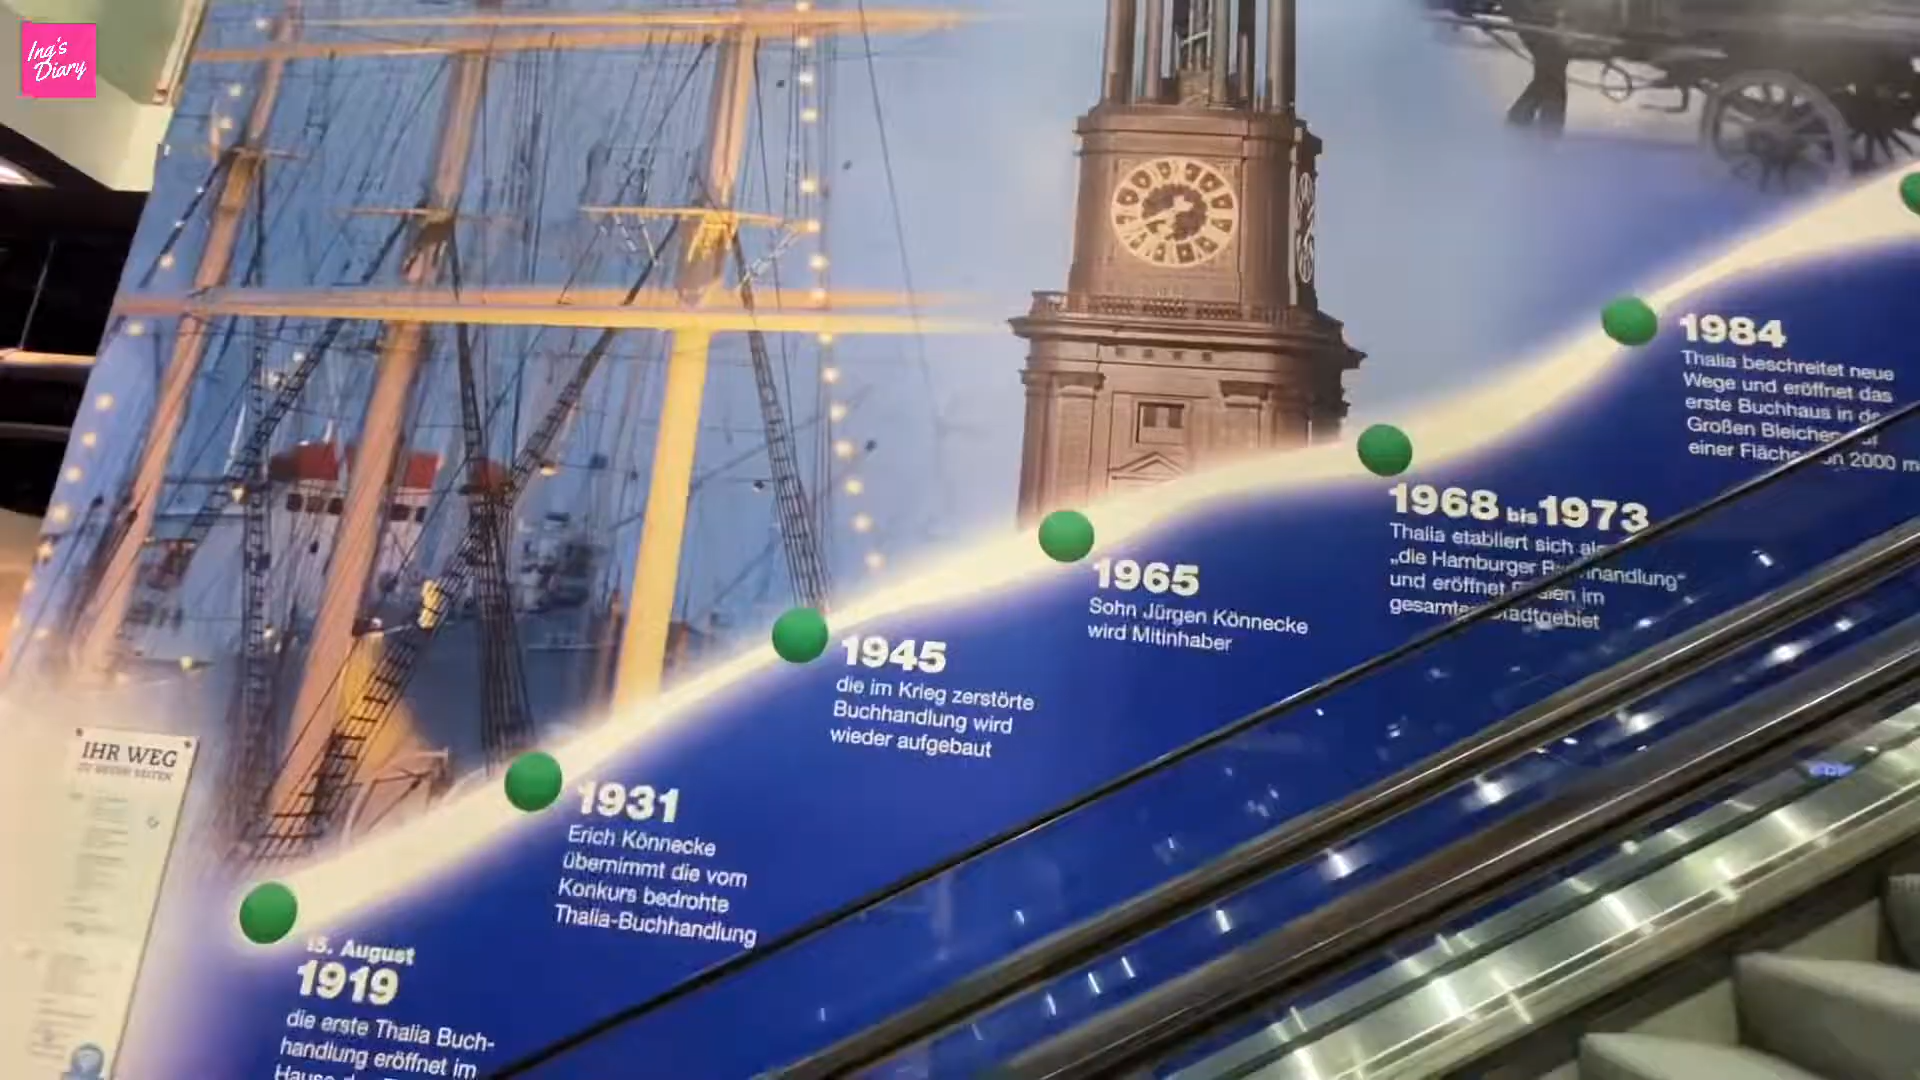 Ing's
Diary
IHR WEG
15. August
1919
die erste Thalia Buch-
handlung eröffnet im
1931
Erich Könnecke
übernimmt die vom
Konkurs bedrohte
Thalia-Buchhandlung
1945
die im Krieg zerstörte
Buchhandlung wird
wieder aufgebaut
1965
Sohn Jürgen Könnecke
wird Mitinhaber
1968 bis 1973
Thalia etabliert sich als
„die Hamburger
und eröffnet im
1984
Thalia beschreitet neue
Wege und eröffnet das
erste Buchhaus in
Großen Bleichen
einer 2000